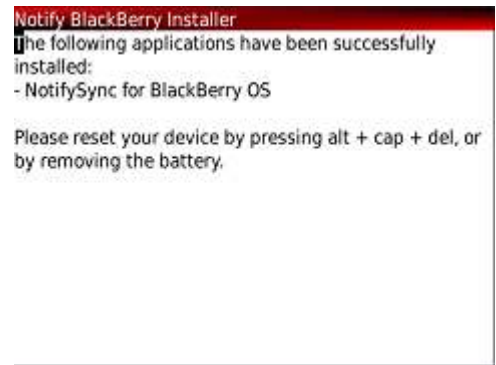 Notify BlackBerry Installer
The following applications have been successfully
installed:
- NotifySync for BlackBerry OS
Please reset your device by pressing alt + cap + del, or
by removing the battery.